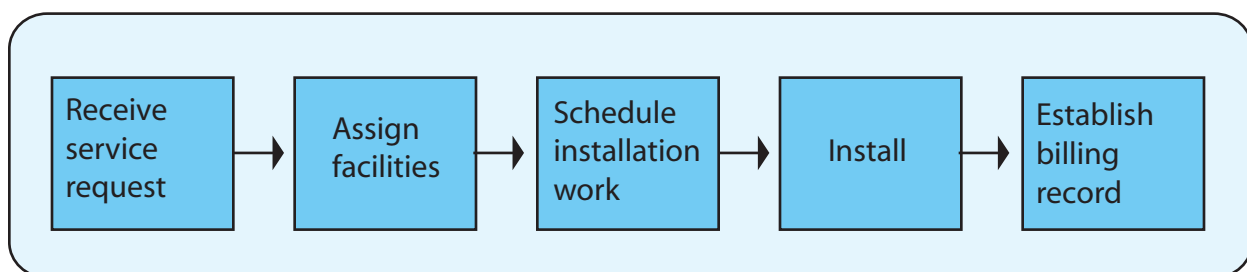 Receive
service
request
Assign
facilities
Schedule
installation
work
Install
Establish
billing
record